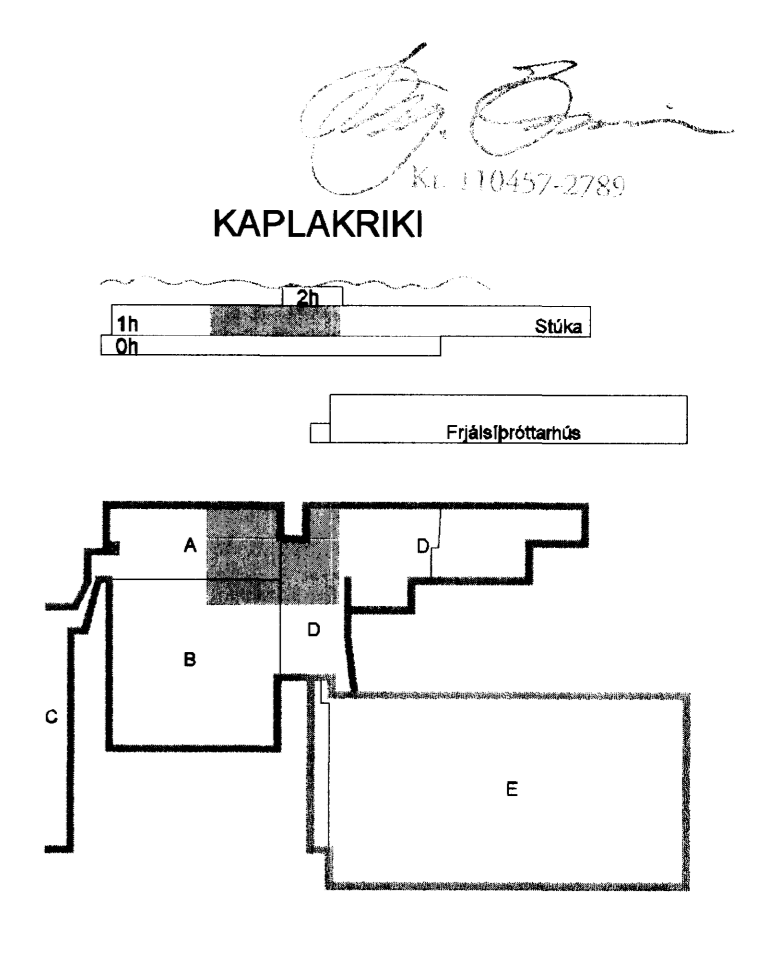 Kt. 110457-2789
KAPLAKRIKI
2h
1h
Stúka
0h
Frjálsíþróttarhús
A
D
D
B
C
E